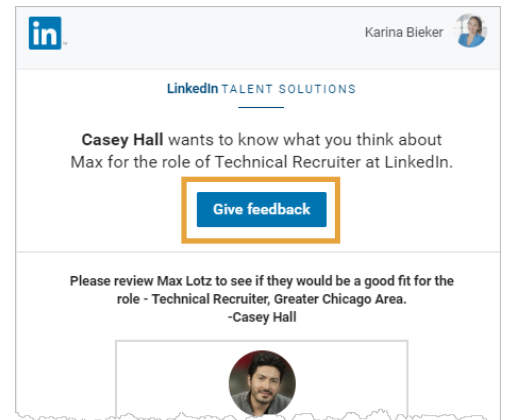 in
Karina Bieker
LinkedIn TALENT SOLUTIONS
Casey Hall wants to know what you think about
Max for the role of Technical Recruiter at LinkedIn.
Give feedback
Please review Max Lotz to see if they would be a good fit for the
role - Technical Recruiter, Greater Chicago Area.
-Casey Hall